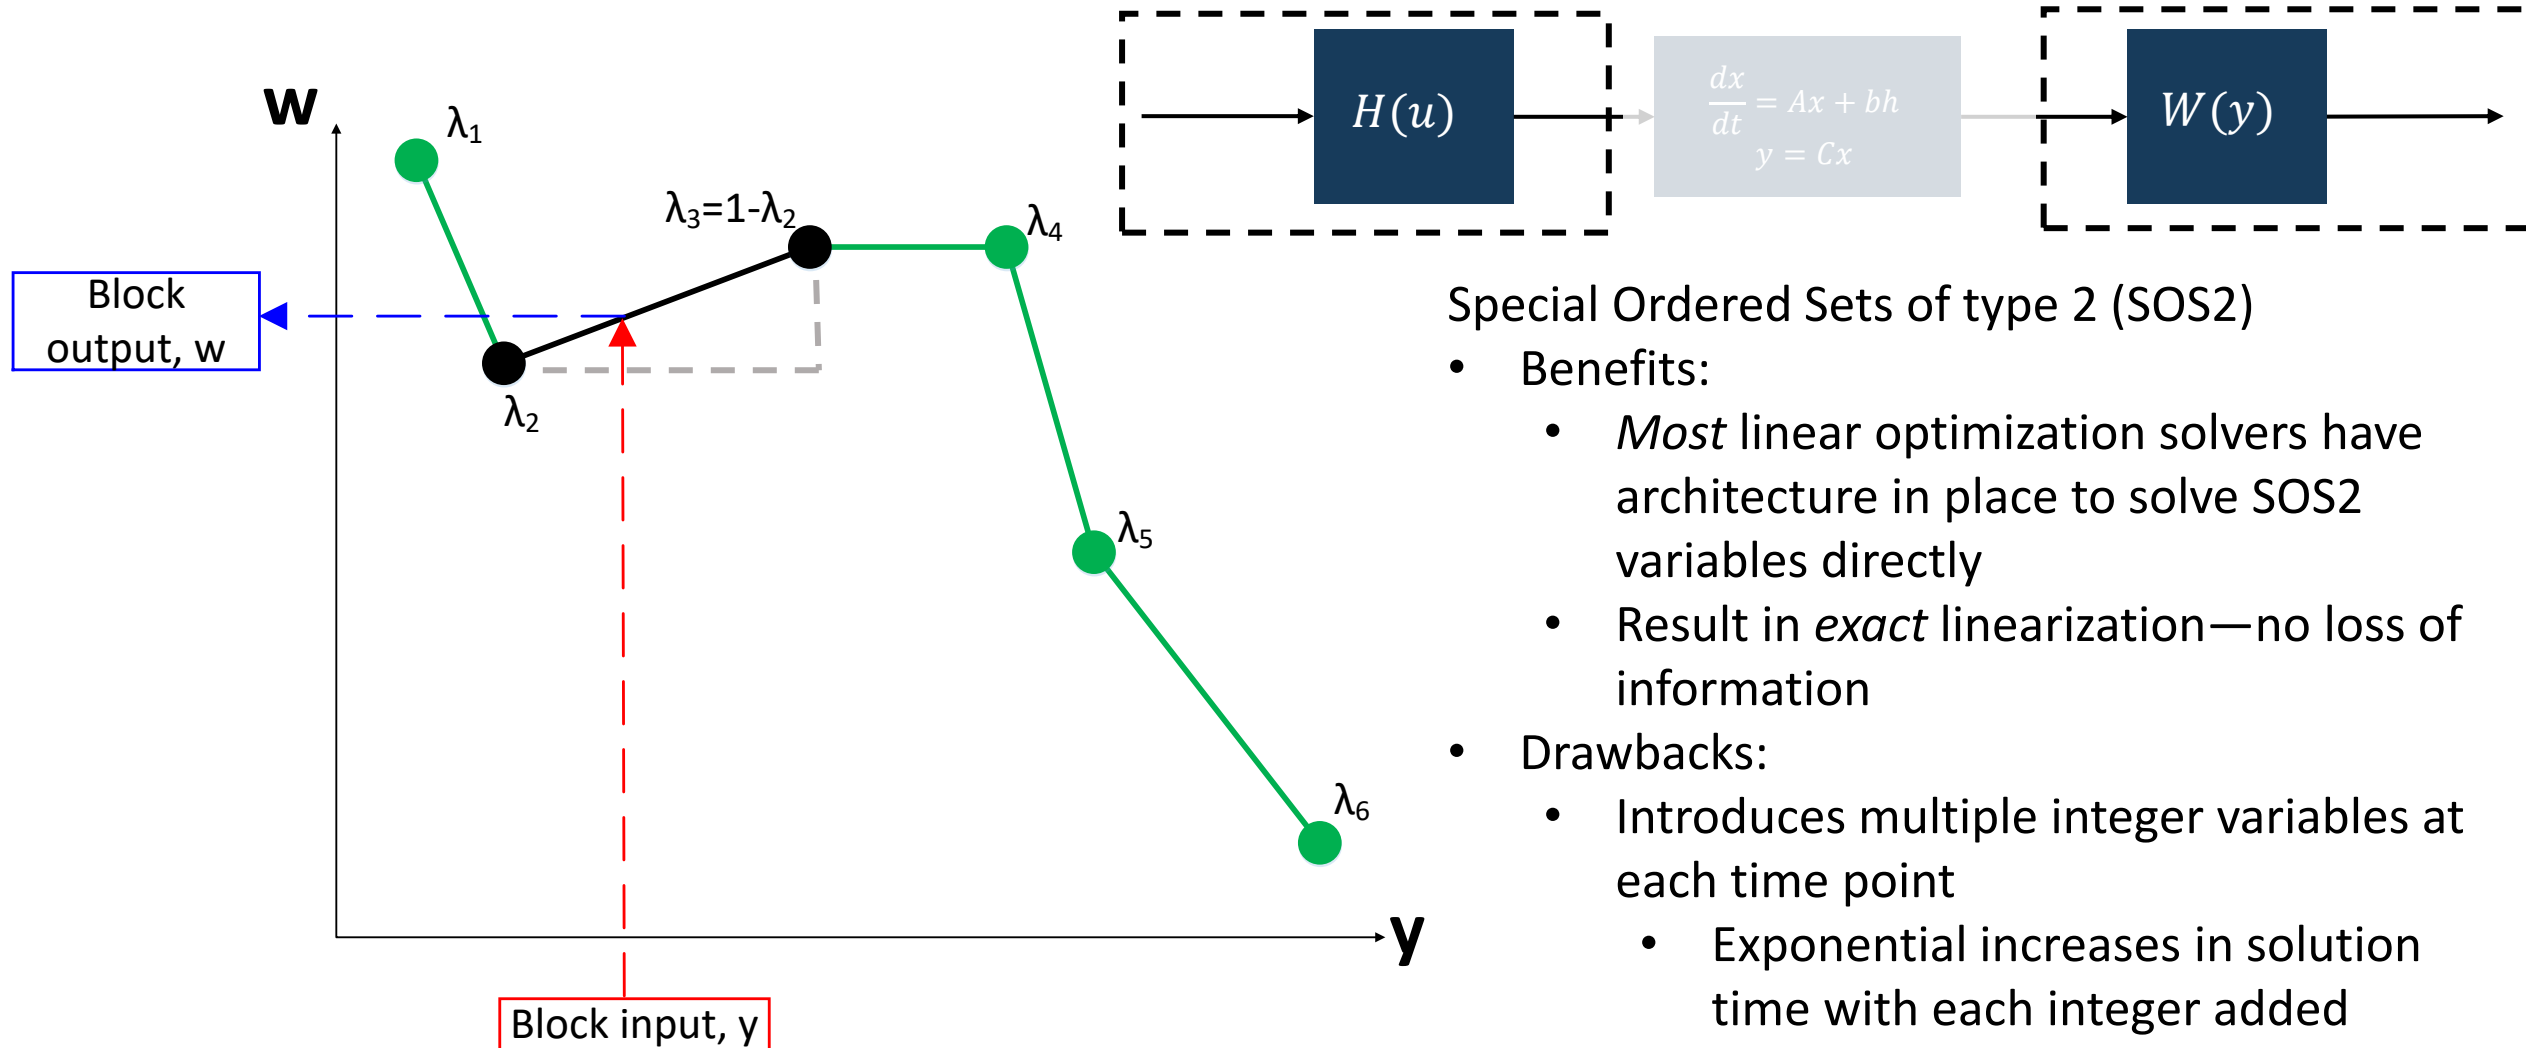 w
λ1
λ3=1-λ2
λ4
Block
output, w
λ2
λ5
λ6
y
Block input, y
H(u)
dx/dt = Ax + bh
y = Cx
W(y)
Special Ordered Sets of type 2 (SOS2)
• Benefits:
• Most linear optimization solvers have
architecture in place to solve SOS2
variables directly
• Result in exact linearization—no loss of
information
• Drawbacks:
• Introduces multiple integer variables at
each time point
• Exponential increases in solution
time with each integer added